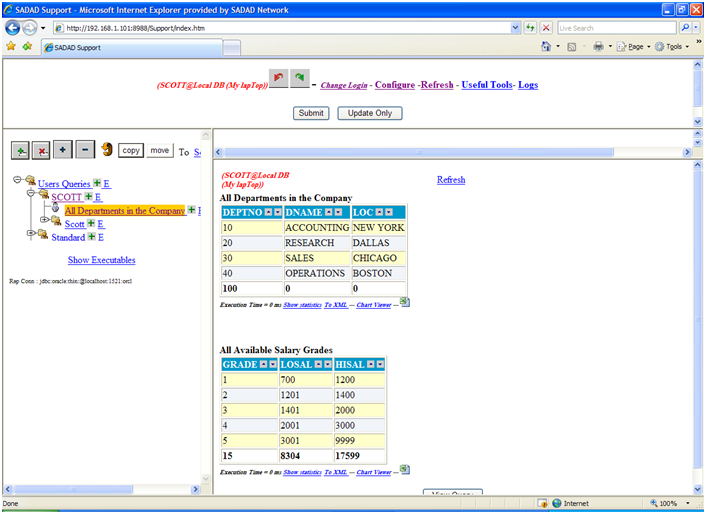 SADAD Support - Microsoft Internet Explorer provided by SADAD Network
http://192.168.1.101:8988/Support/index.htm
Live Search
SADAD Support
Page
Tools
(SCOTT@Local DB (My lapTop)) - Change Login - Configure -Refresh - Useful Tools- Logs
Submit Update Only
copy move To
Users Queries E
SCOTT E
All Departments in the Company
Scott E
Standard E
Show Executables
Rep Conn : jdbc:oracle:thin:@localhost:1521:orcl
(SCOTT@Local DB
(My lapTop))
Refresh
All Departments in the Company
DEPTNO DNAME LOC
10 ACCOUNTING NEW YORK
20 RESEARCH DALLAS
30 SALES CHICAGO
40 OPERATIONS BOSTON
100 0 0
Execution Time = 0 ms Show statistics To XML --- Chart Viewer ---
All Available Salary Grades
GRADE LOSAL HISAL
1 700 1200
2 1201 1400
3 1401 2000
4 2001 3000
5 3001 9999
15 8304 17599
Execution Time = 0 ms Show statistics To XML --- Chart Viewer ---
View Query
Done
Internet
100%